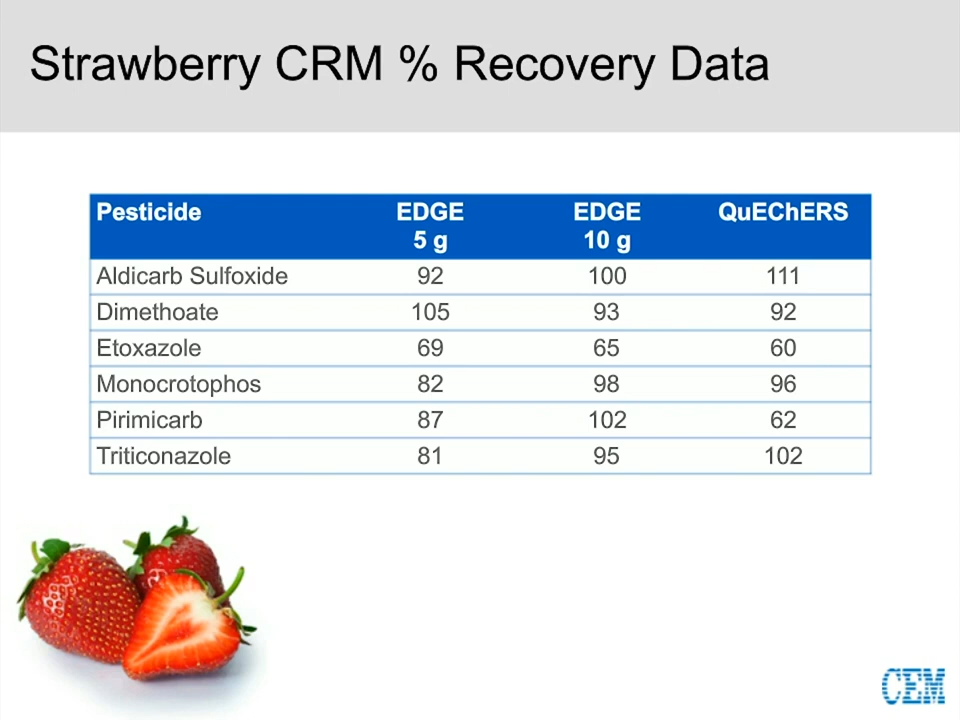 Strawberry CRM % Recovery Data
Pesticide EDGE 5 g EDGE 10 g QuEChERS
Aldicarb Sulfoxide 92 100 111
Dimethoate 105 93 92
Etoxazole 69 65 60
Monocrotophos 82 98 96
Pirimicarb 87 102 62
Triticonazole 81 95 102
CEM